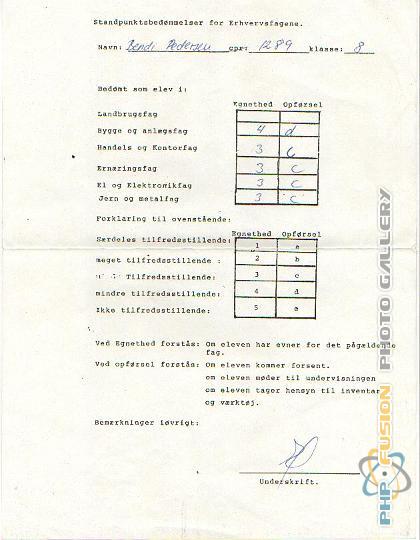 Standpunktsbedømmelser for Erhvervsfagene.
Navn: Bendi Pedersen cpr: 1289 klasse: 8
Bedømt som elev i:
Egnethed Opførsel
Landbrugsfag
Bygge og anlægsfag 4 d
Handels og Kontorfag 3 c
Ernæringsfag 3 c
El og Elektronikfag 3 c
Jern og metalfag 3 c
Forklaring til ovenstående:
Egnethed Opførsel
Særdeles tilfredsstillende: 1 a
meget tilfredsstillende : 2 b
Tilfredsstillende: 3 c
mindre tilfredsstillende: 4 d
Ikke tilfredsstillende: 5 e
Ved Egnethed forstås: Om eleven har evner for det pågældende
fag.
Ved opførsel forstås: Om eleven kommer forsent.
om eleven møder til undervisningen
om eleven tager hensyn til inventar
og værktøj.
Bemærkninger iøvrigt:
Underskrift.
PHP-FUSION PHOTO GALLERY